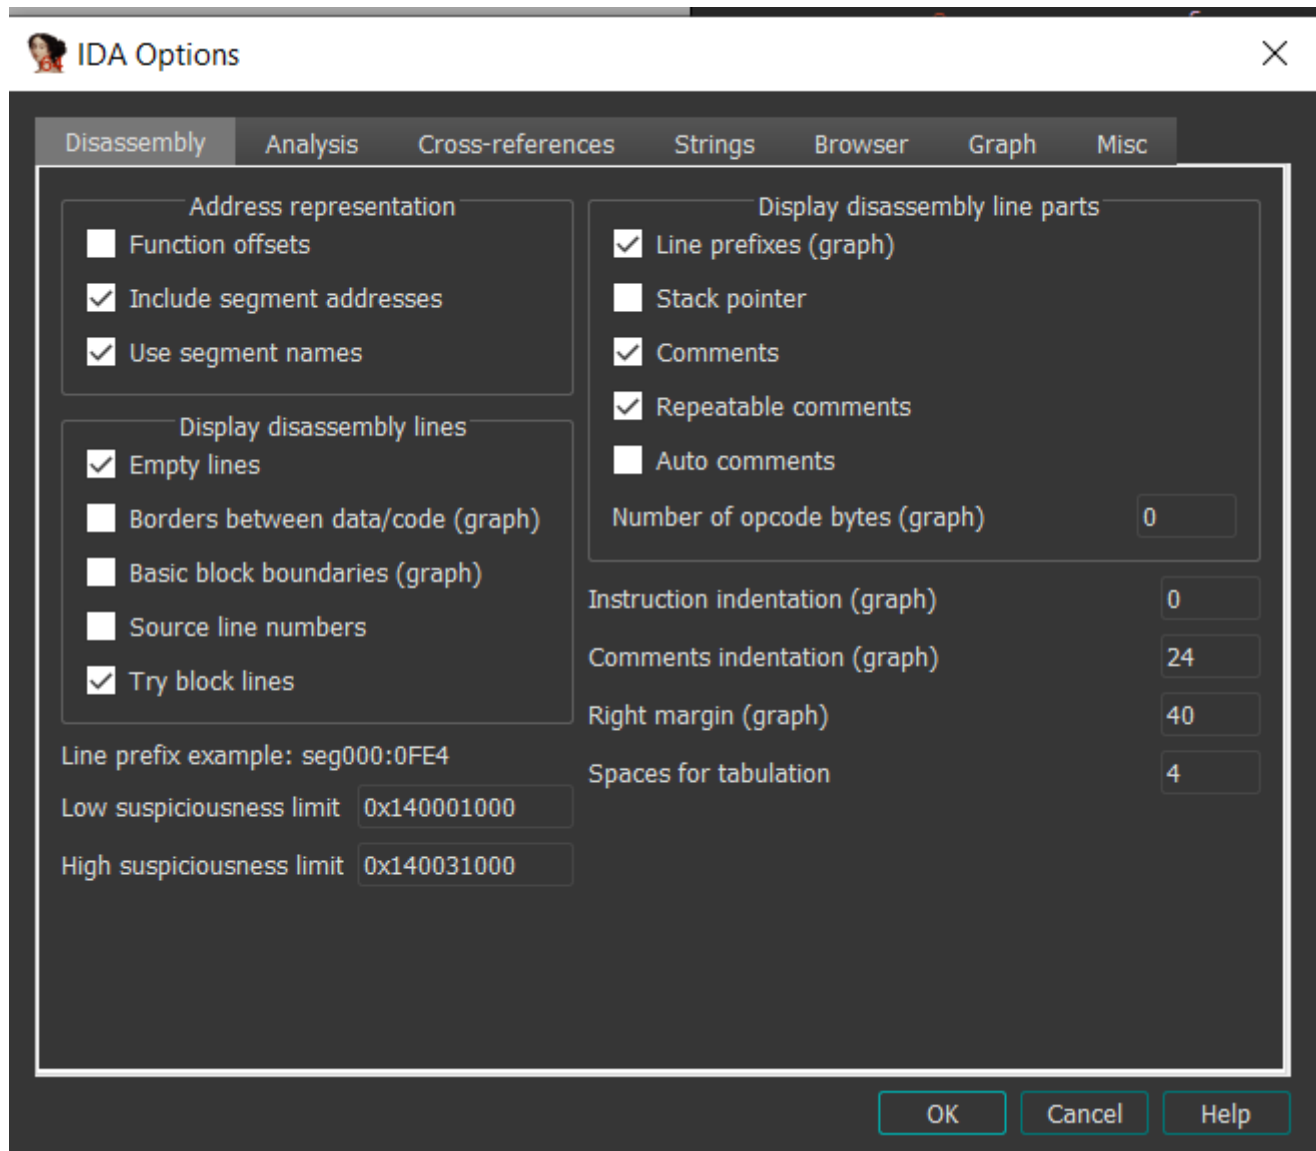 IDA Options
Disassembly Analysis Cross-references Strings Browser Graph Misc
Address representation
Function offsets
Include segment addresses
Use segment names
Display disassembly lines
Empty lines
Borders between data/code (graph)
Basic block boundaries (graph)
Source line numbers
Try block lines
Line prefix example: seg000:0FE4
Low suspiciousness limit 0x140001000
High suspiciousness limit 0x140031000
Display disassembly line parts
Line prefixes (graph)
Stack pointer
Comments
Repeatable comments
Auto comments
Number of opcode bytes (graph) 0
Instruction indentation (graph) 0
Comments indentation (graph) 24
Right margin (graph) 40
Spaces for tabulation 4
OK Cancel Help